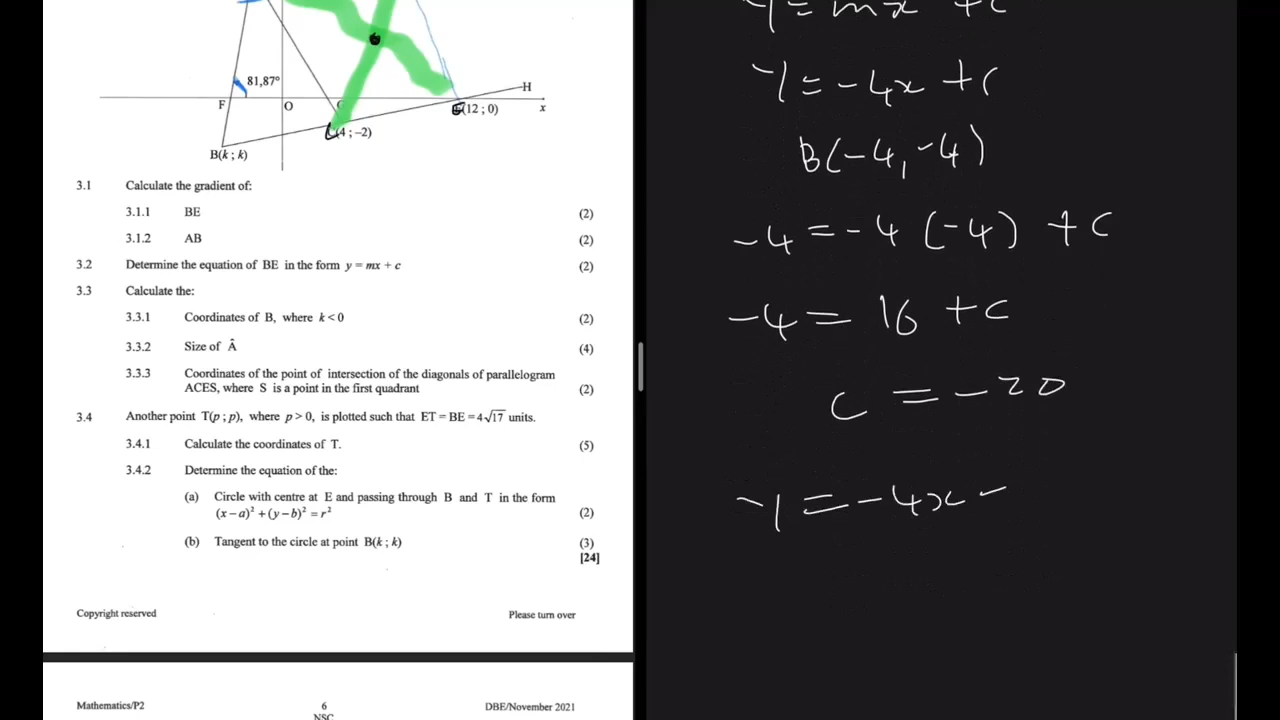 81,87°
H
F
O
x
(12 ; 0)
(4 ; −2)
B(k ; k)
3.1 Calculate the gradient of:
3.1.1 BE (2)
3.1.2 AB (2)
3.2 Determine the equation of BE in the form y = mx + c (2)
3.3 Calculate the:
3.3.1 Coordinates of B, where k < 0 (2)
3.3.2 Size of Â (4)
3.3.3 Coordinates of the point of intersection of the diagonals of parallelogram
ACES, where S is a point in the first quadrant (2)
3.4 Another point T(p ; p), where p > 0, is plotted such that ET = BE = 4√17 units.
3.4.1 Calculate the coordinates of T. (5)
3.4.2 Determine the equation of the:
(a) Circle with centre at E and passing through B and T in the form
(x − a)² + (y − b)² = r² (2)
(b) Tangent to the circle at point B(k ; k) (3)
[24]
Copyright reserved Please turn over
Mathematics/P2 6 DBE/November 2021
NSC
y = mx + c
y = -4x + c
B(-4, -4)
-4 = -4(-4) + c
-4 = 16 + c
c = -20
y = -4x -